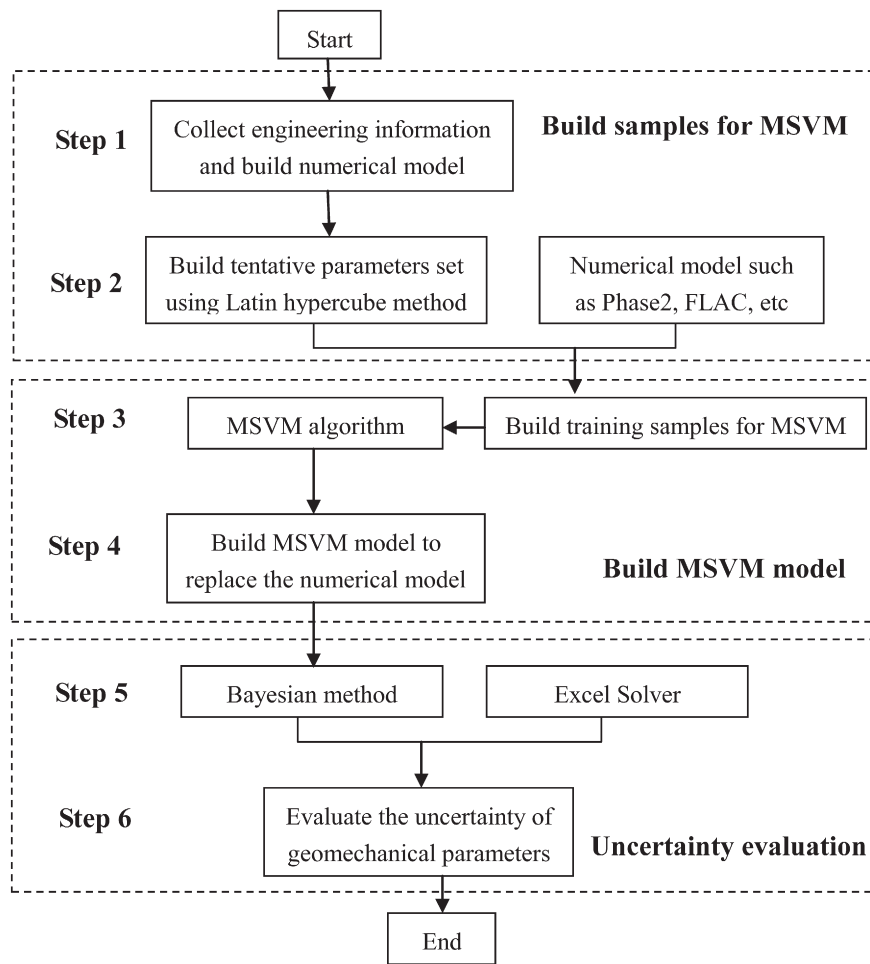 Start
Step 1
Collect engineering information
and build numerical model
Build samples for MSVM
Step 2
Build tentative parameters set
using Latin hypercube method
Numerical model such
as Phase2, FLAC, etc
Step 3
MSVM algorithm
Build training samples for MSVM
Step 4
Build MSVM model to
replace the numerical model
Build MSVM model
Step 5
Bayesian method
Excel Solver
Step 6
Evaluate the uncertainty of
geomechanical parameters
Uncertainty evaluation
End